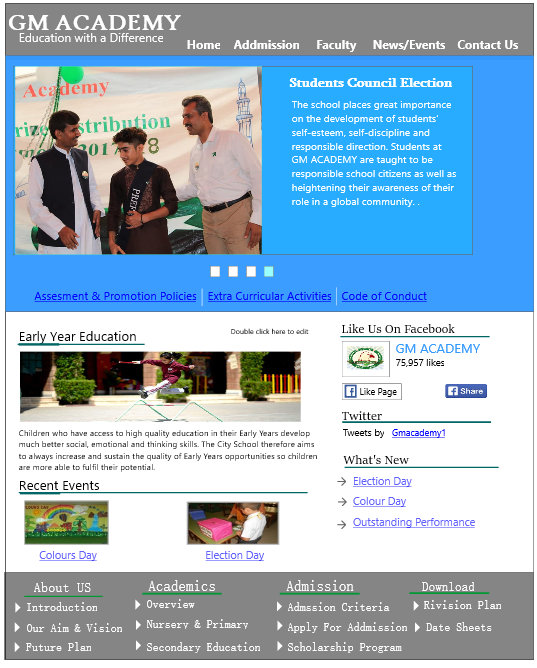 GM ACADEMY
Education with a Difference
Home Addmission Faculty News/Events Contact Us
Academy
rize Distribution
2017
PREF
Students Council Election
The school places great importance
on the development of students'
self-esteem, self-discipline and
responsible direction. Students at
GM ACADEMY are taught to be
responsible school citizens as well as
heightening their awareness of their
role in a global community. .
Assesment & Promotion Policies Extra Curricular Activities Code of Conduct
Early Year Education
Double click here to edit
Children who have access to high quality education in their Early Years develop
much better social, emotional and thinking skills. The City School therefore aims
to always increase and sustain the quality of Early Years opportunities so children
are more able to fulfil their potential.
Recent Events
COLOURS DAY
Colours Day
Election Day
Like Us On Facebook
GM ACADEMY
75,957 likes
Like Page
Share
Twitter
Tweets by Gmacademy1
What's New
Election Day
Colour Day
Outstanding Performance
About US
Introduction
Our Aim & Vision
Future Plan
Academics
Overview
Nursery & Primary
Secondary Education
Admission
Admssion Criteria
Apply For Addmission
Scholarship Program
Download
Rivision Plan
Date Sheets